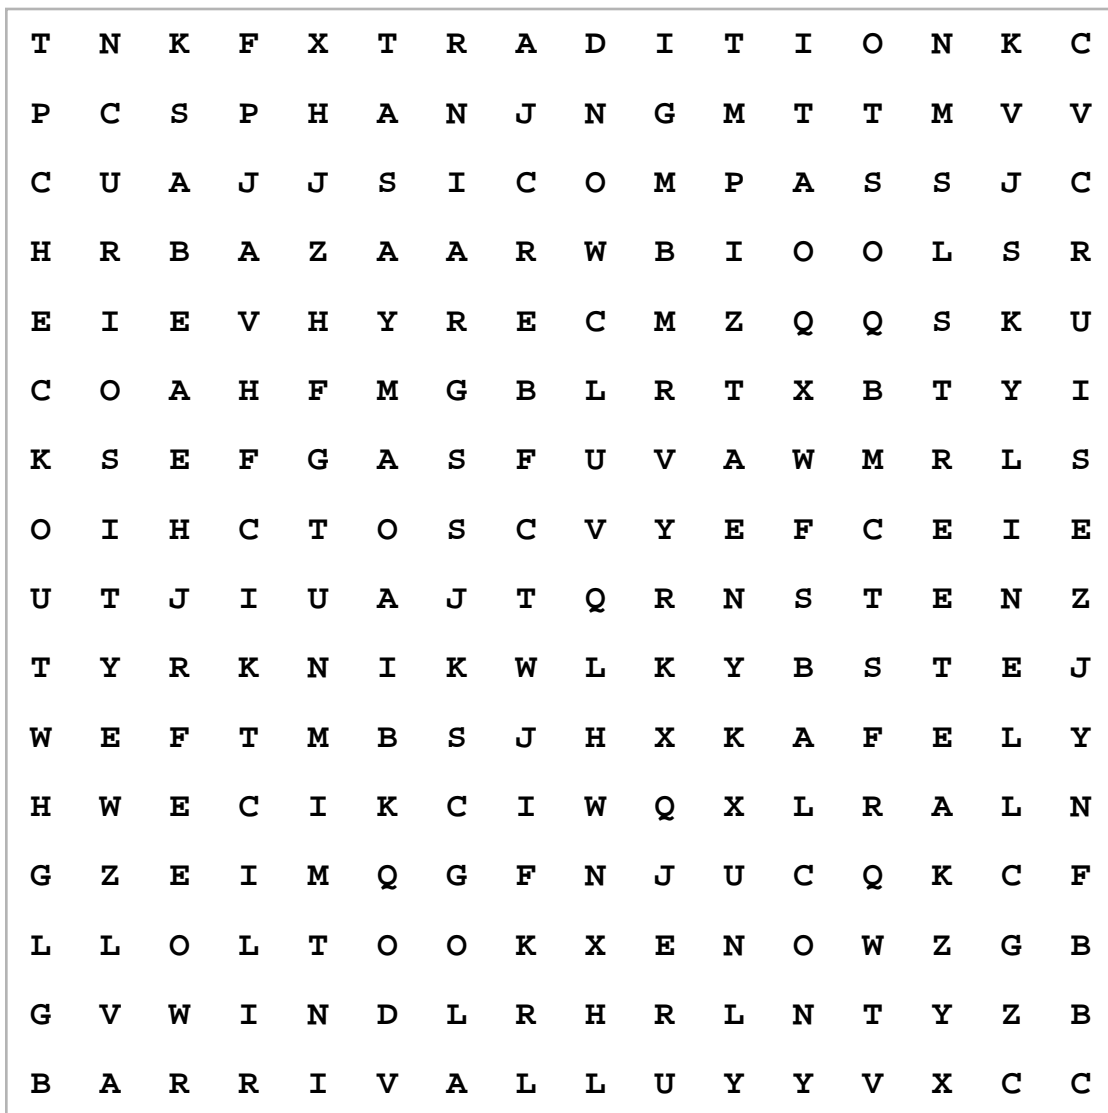 T N K F X T R A D I T I O N K C
P C S P H A N J N G M T T M V V
C U A J J S I C O M P A S S J C
H R B A Z A A R W B I O O L S R
E I E V H Y R E C M Z Q Q S K U
C O A H F M G B L R T X B T Y I
K S E F G A S F U V A W M R L S
O I H C T O S C V Y E F C E I E
U T J I U A J T Q R N S T E N Z
T Y R K N I K W L K Y B S T E J
W E F T M B S J H X K A F E L Y
H W E C I K C I W Q X L R A L N
G Z E I M Q G F N J U C Q K C F
L L O L T O O K X E N O W Z G B
G V W I N D L R H R L N T Y Z B
B A R R I V A L L U Y Y V X C C